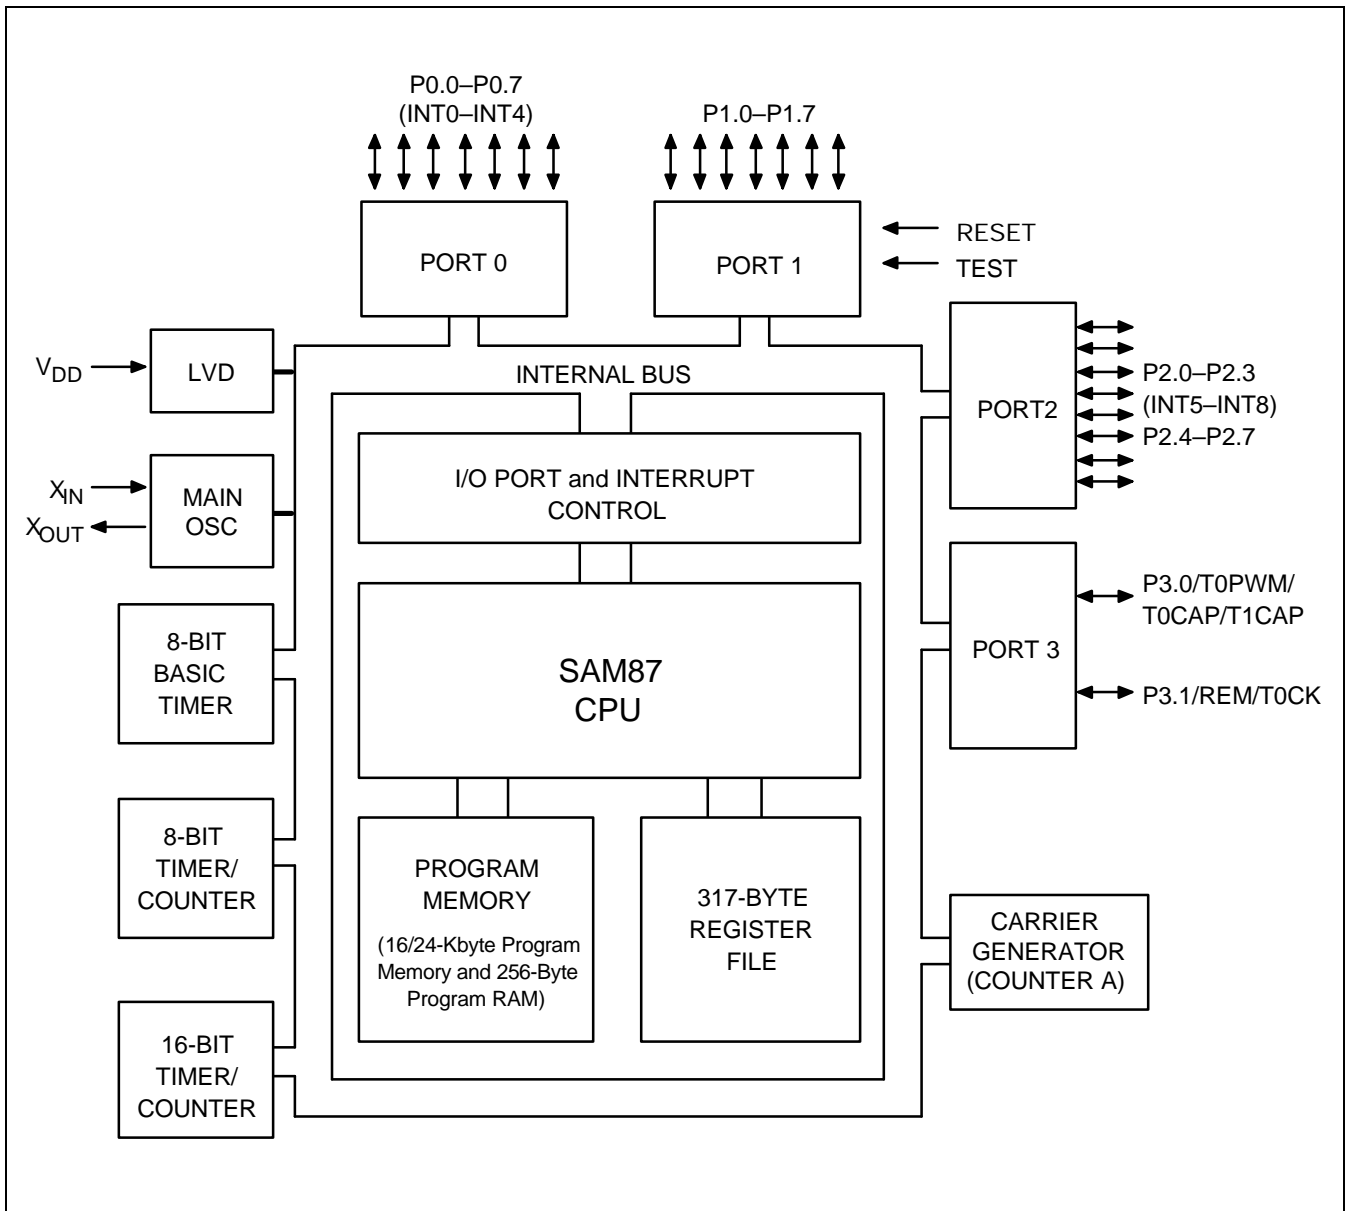 P0.0–P0.7
(INT0–INT4)
P1.0–P1.7
PORT 0
PORT 1
RESET
TEST
VDD
LVD
INTERNAL BUS
PORT2
P2.0–P2.3
(INT5–INT8)
P2.4–P2.7
XIN
XOUT
MAIN
OSC
I/O PORT and INTERRUPT
CONTROL
8-BIT
BASIC
TIMER
SAM87
CPU
PORT 3
P3.0/T0PWM/
T0CAP/T1CAP
P3.1/REM/T0CK
8-BIT
TIMER/
COUNTER
PROGRAM
MEMORY
(16/24-Kbyte Program
Memory and 256-Byte
Program RAM)
317-BYTE
REGISTER
FILE
CARRIER
GENERATOR
(COUNTER A)
16-BIT
TIMER/
COUNTER